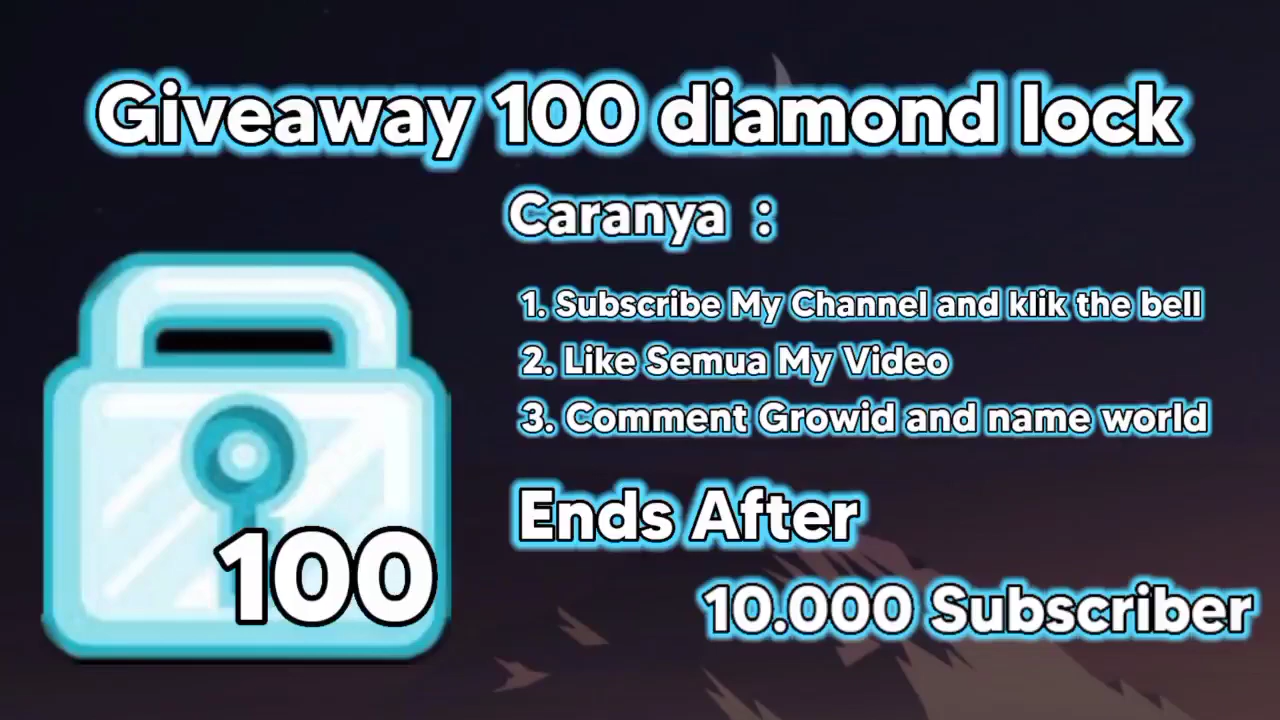 Giveaway 100 diamond lock
Caranya :
1. Subscribe My Channel and klik the bell
2. Like Semua My Video
3. Comment Growid and name world
100
Ends After
10.000 Subscriber